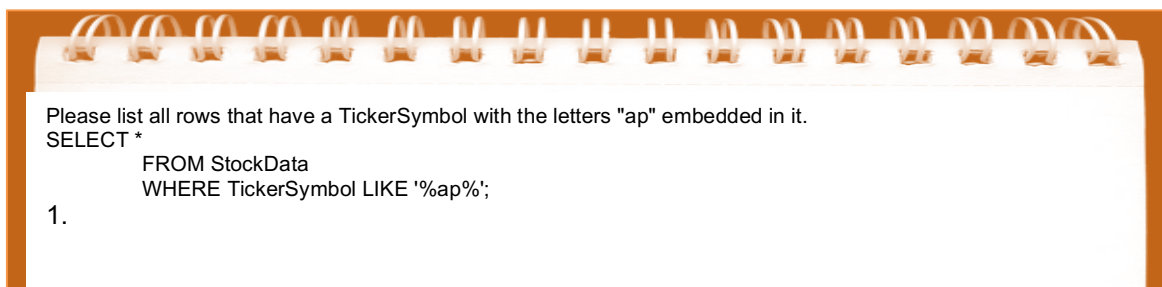 Please list all rows that have a TickerSymbol with the letters "ap" embedded in it.
SELECT *
FROM StockData
WHERE TickerSymbol LIKE '%ap%';
1.